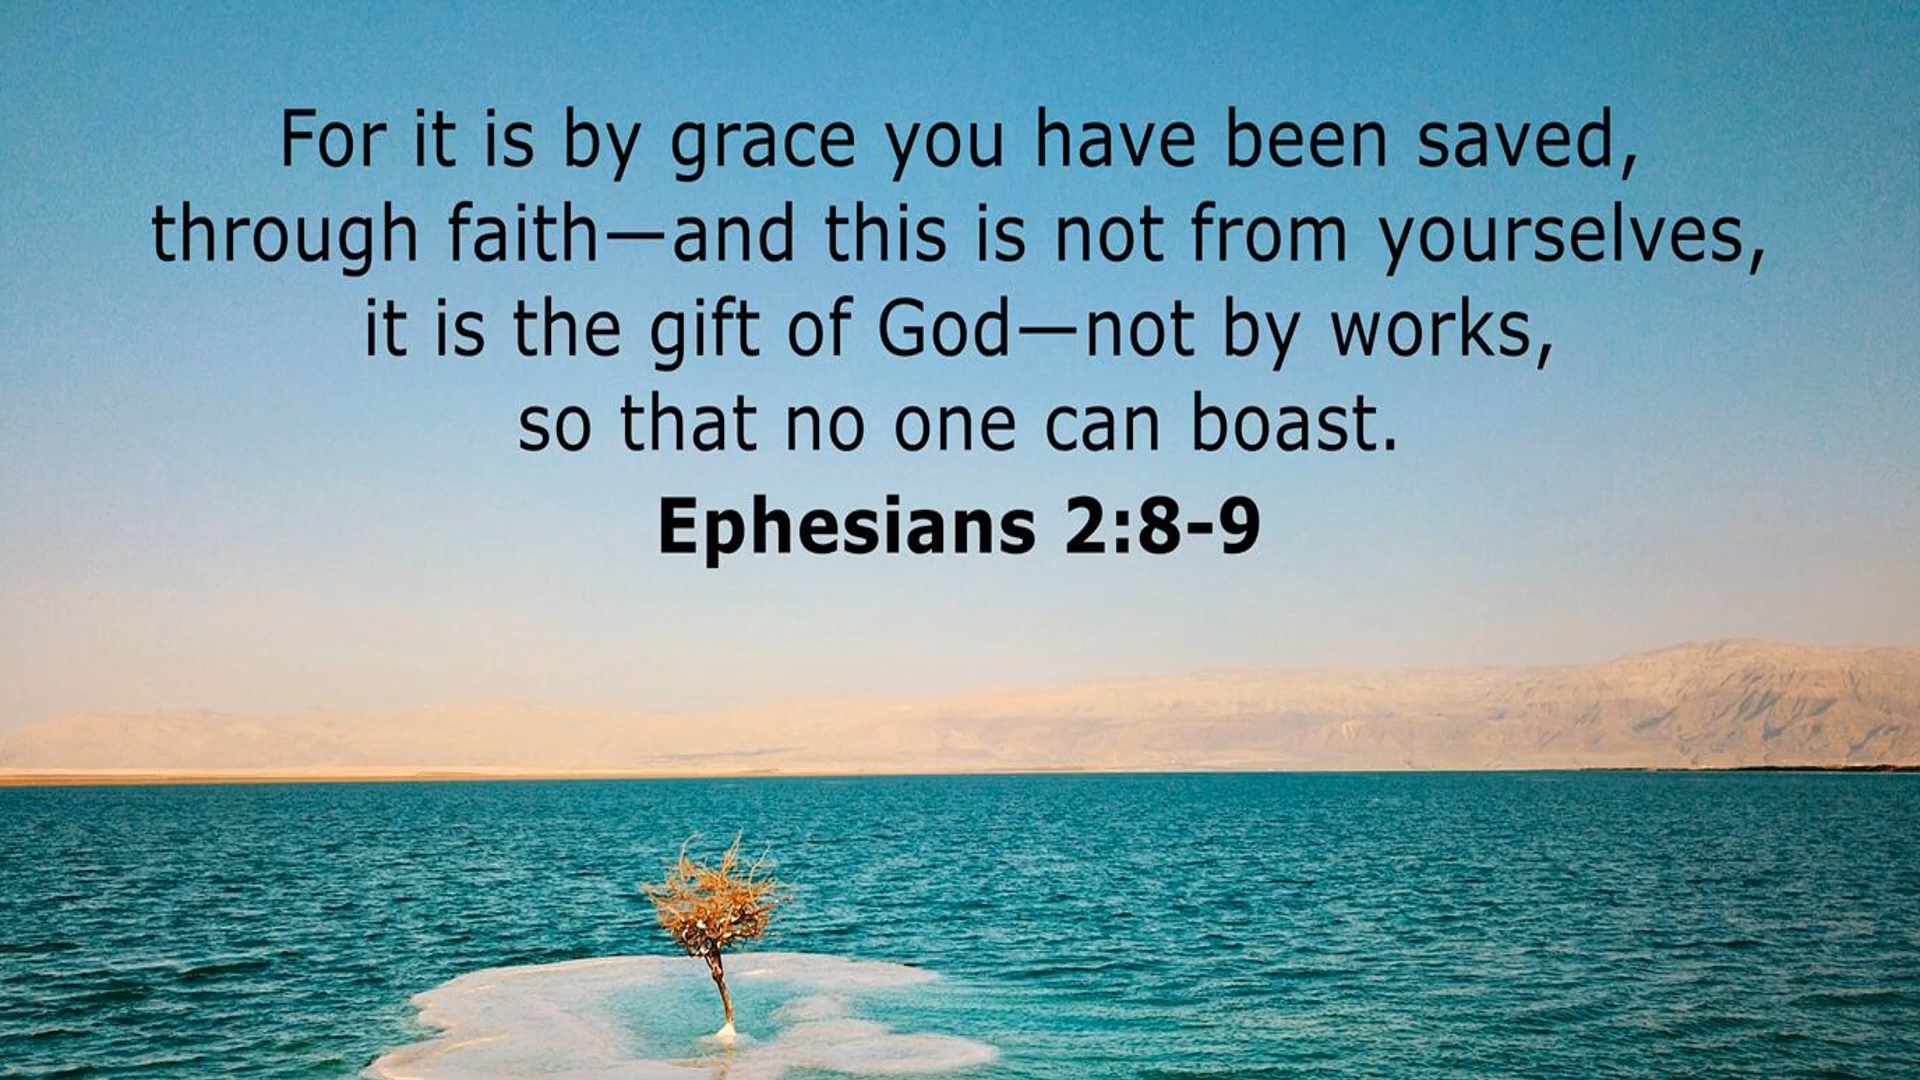 For it is by grace you have been saved,
through faith—and this is not from yourselves,
it is the gift of God—not by works,
so that no one can boast.
Ephesians 2:8-9